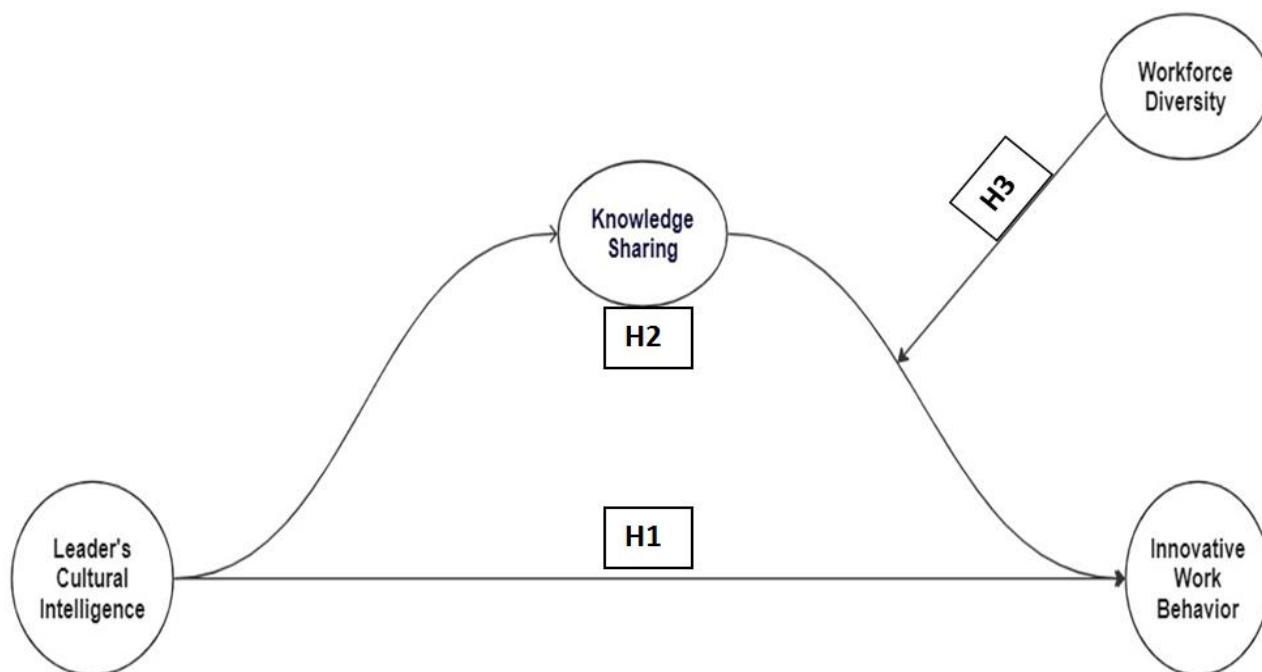 Workforce
Diversity
H3
Knowledge
Sharing
H2
H1
Leader's
Cultural
Intelligence
Innovative
Work
Behavior